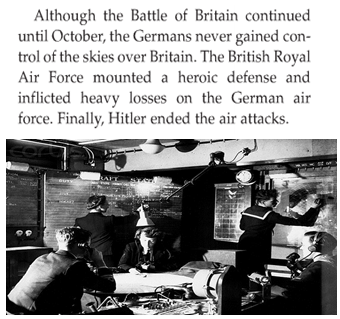 Although the Battle of Britain continued
until October, the Germans never gained con-
trol of the skies over Britain. The British Royal
Air Force mounted a heroic defense and
inflicted heavy losses on the German air
force. Finally, Hitler ended the air attacks.